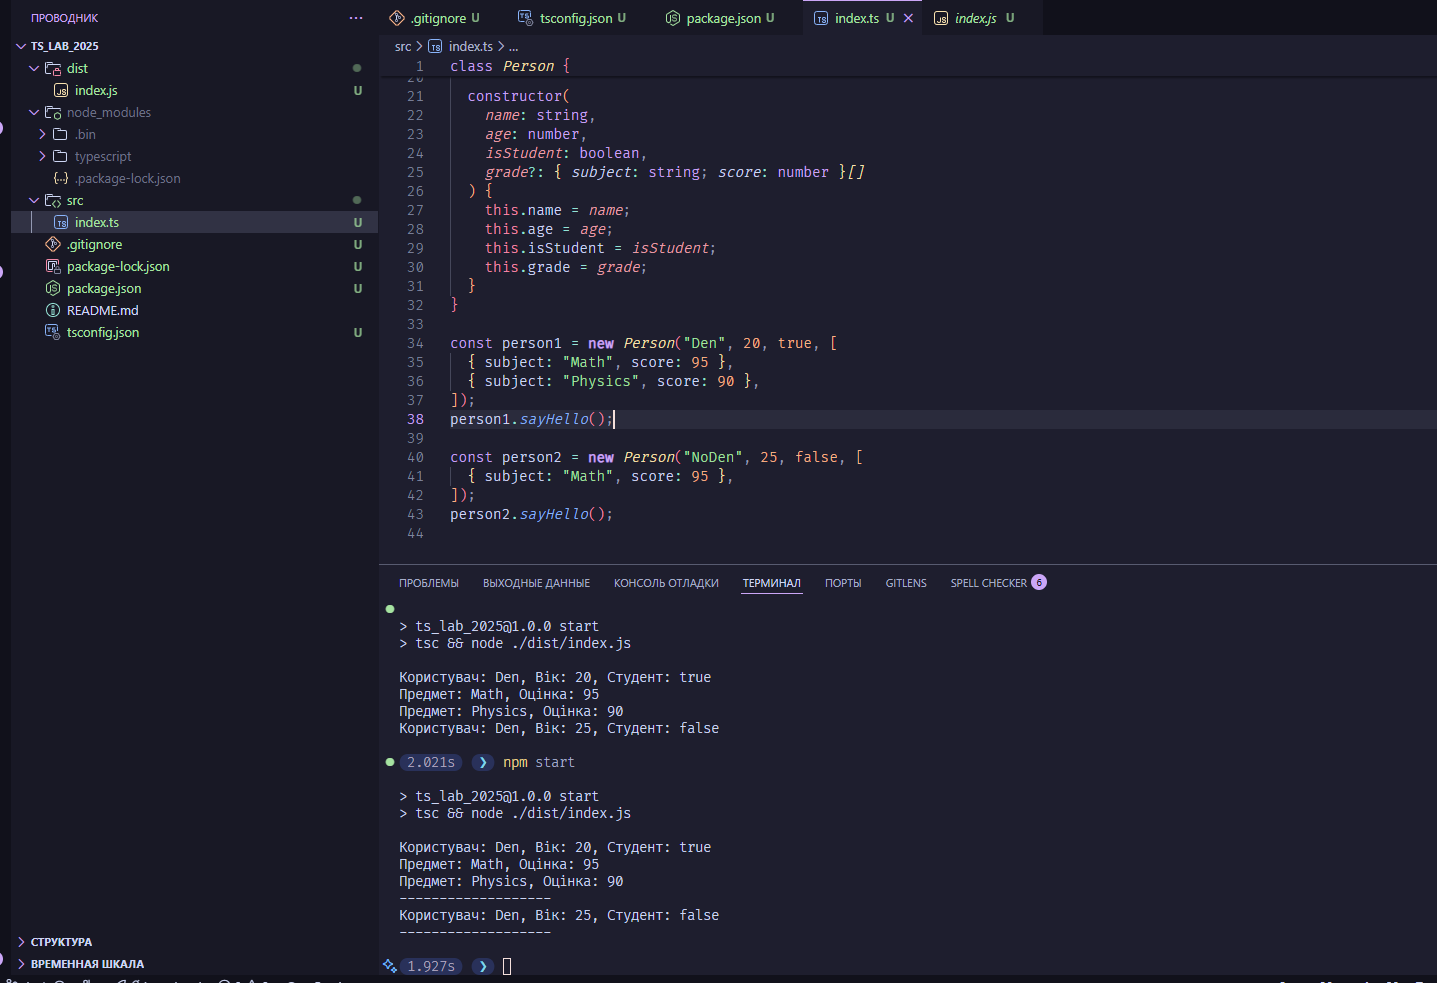 ПРОВОДНИК ...
TS_LAB_2025
dist
index.js U
node_modules
.bin
typescript
.package-lock.json
src
index.ts U
.gitignore U
package-lock.json U
package.json U
README.md
tsconfig.json U
СТРУКТУРА
ВРЕМЕННАЯ ШКАЛА
.gitignore U tsconfig.json U package.json U index.ts U index.js U
src > index.ts > ...
1 class Person {
20
21 constructor(
22 name: string,
23 age: number,
24 isStudent: boolean,
25 grade?: { subject: string; score: number }[]
26 ) {
27 this.name = name;
28 this.age = age;
29 this.isStudent = isStudent;
30 this.grade = grade;
31 }
32 }
33
34 const person1 = new Person("Den", 20, true, [
35 { subject: "Math", score: 95 },
36 { subject: "Physics", score: 90 },
37 ]);
38 person1.sayHello();
39
40 const person2 = new Person("NoDen", 25, false, [
41 { subject: "Math", score: 95 },
42 ]);
43 person2.sayHello();
44
ПРОБЛЕМЫ ВЫХОДНЫЕ ДАННЫЕ КОНСОЛЬ ОТЛАДКИ ТЕРМИНАЛ ПОРТЫ GITLENS SPELL CHECKER 6
> ts_lab_2025@1.0.0 start
> tsc && node ./dist/index.js
Користувач: Den, Вік: 20, Студент: true
Предмет: Math, Оцінка: 95
Предмет: Physics, Оцінка: 90
Користувач: Den, Вік: 25, Студент: false
2.021s ❯ npm start
> ts_lab_2025@1.0.0 start
> tsc && node ./dist/index.js
Користувач: Den, Вік: 20, Студент: true
Предмет: Math, Оцінка: 95
Предмет: Physics, Оцінка: 90
-------------------
Користувач: Den, Вік: 25, Студент: false
-------------------
1.927s ❯